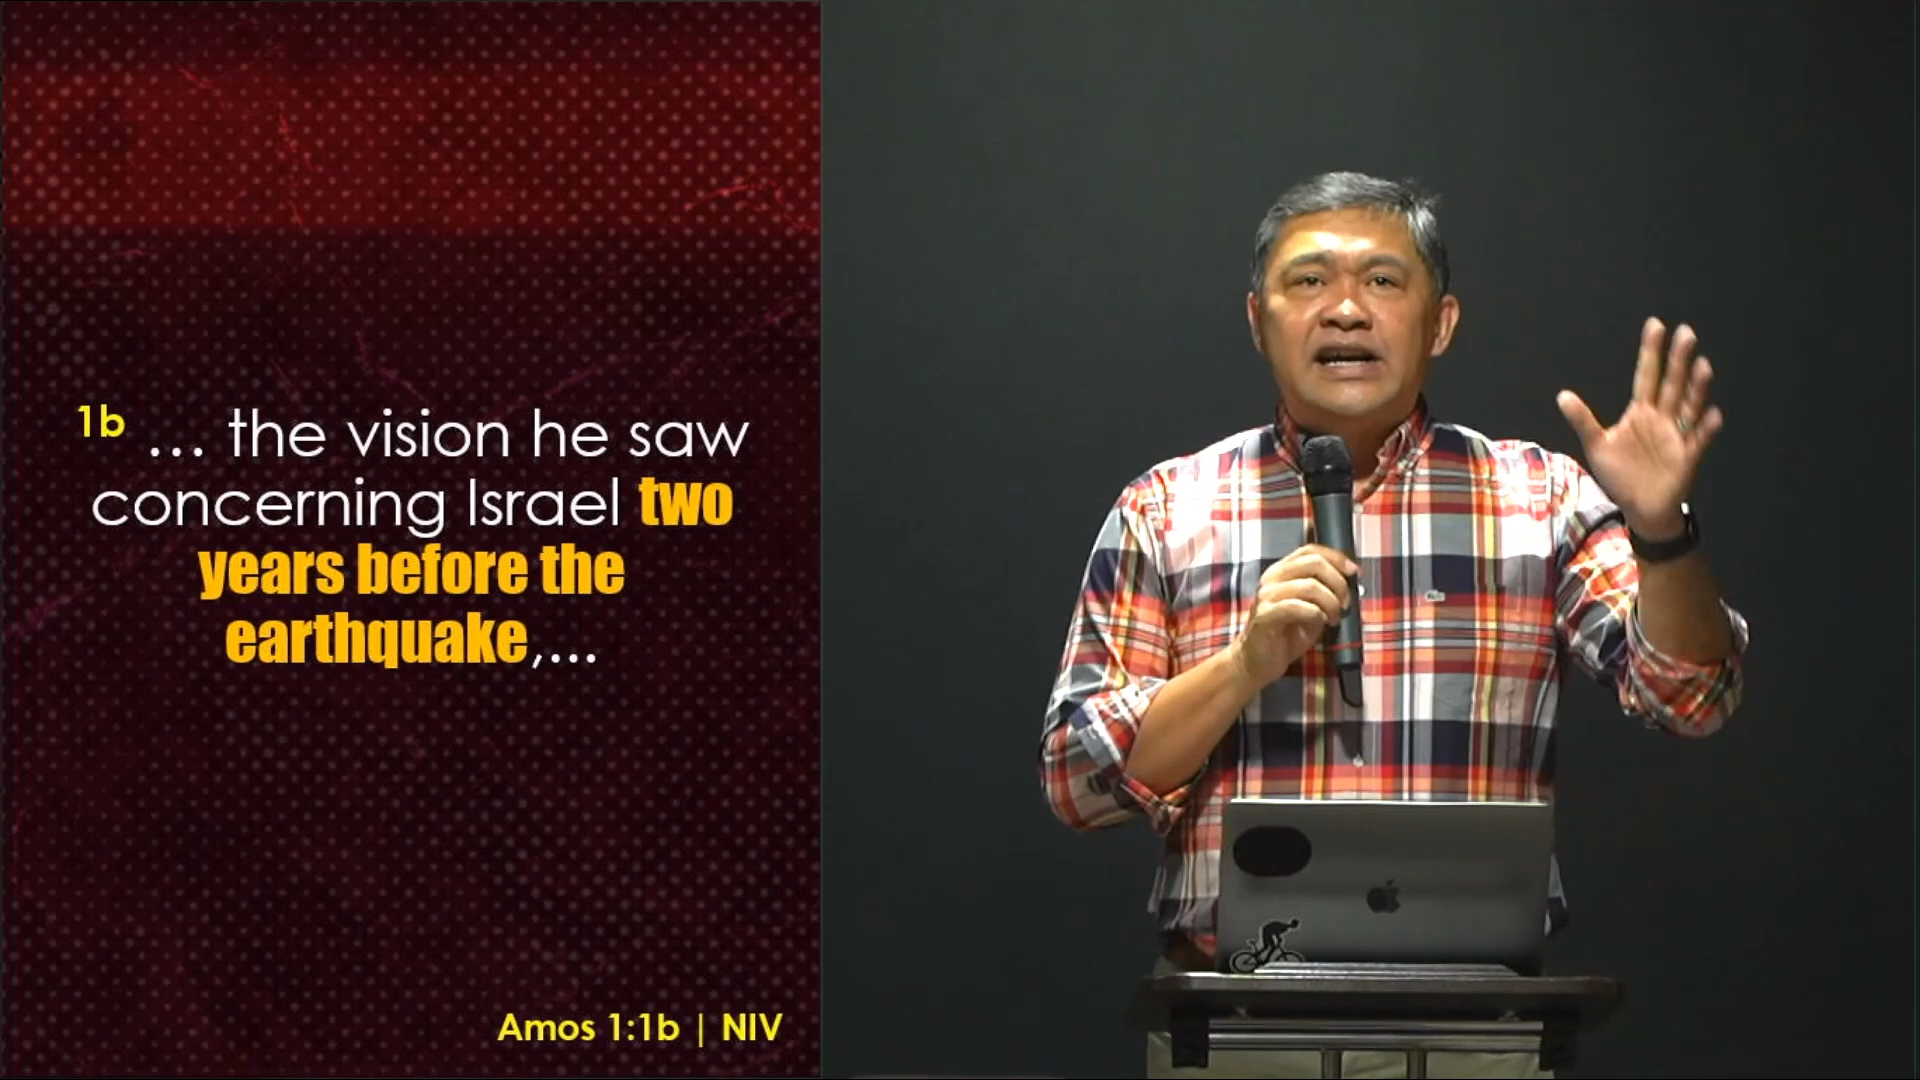 1b ... the vision he saw
concerning Israel two
years before the
earthquake,...
Amos 1:1b | NIV